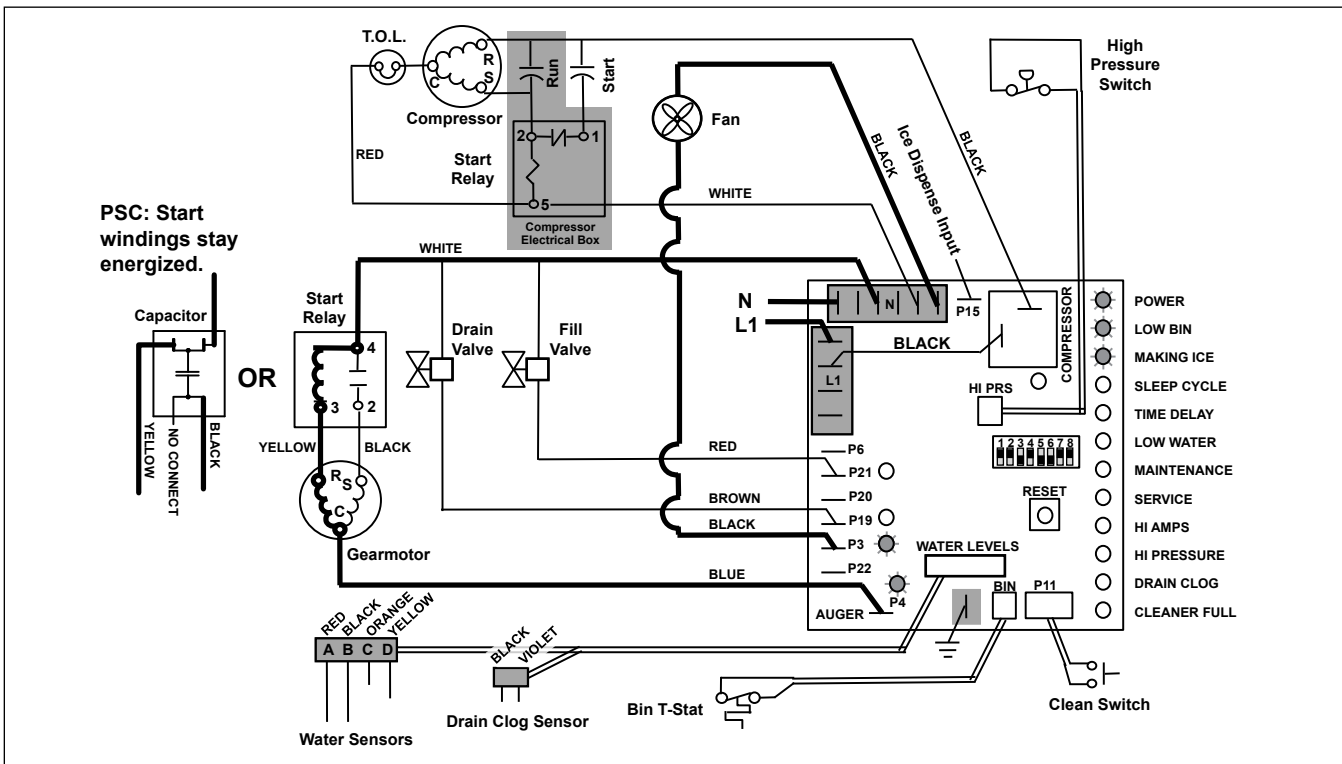 T.O.L.
R
S
C
Compressor
Run
Start
2
1
5
Start
Relay
Compressor
Electrical Box
RED
WHITE
Fan
BLACK
Ice Dispense Input
BLACK
High
Pressure
Switch
PSC: Start
windings stay
energized.
Capacitor
YELLOW
NO CONNECT
BLACK
OR
WHITE
Start
Relay
4
3
2
YELLOW
BLACK
R
S
C
Gearmotor
Drain
Valve
Fill
Valve
N
L1
N
L1
P15
BLACK
COMPRESSOR
HI PRS
1 2 3 4 5 6 7 8
RESET
RED
P6
P21
BROWN
P20
P19
BLACK
P3
P22
BLUE
P4
AUGER
WATER LEVELS
BIN
P11
POWER
LOW BIN
MAKING ICE
SLEEP CYCLE
TIME DELAY
LOW WATER
MAINTENANCE
SERVICE
HI AMPS
HI PRESSURE
DRAIN CLOG
CLEANER FULL
RED
BLACK
ORANGE
YELLOW
A B C D
Water Sensors
BLACK
VIOLET
Drain Clog Sensor
Bin T-Stat
Clean Switch